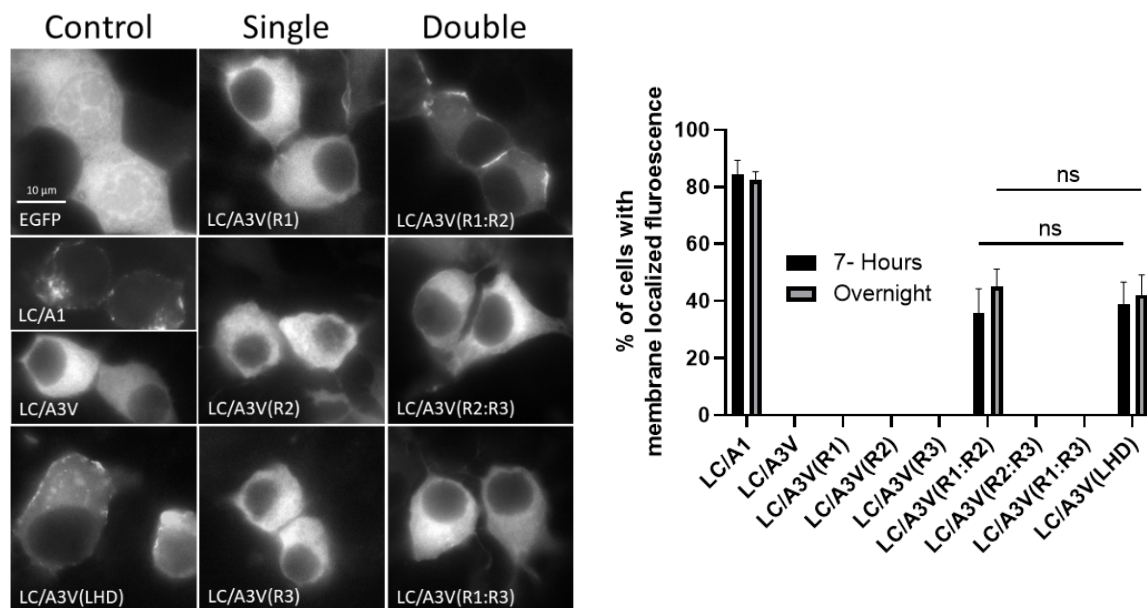 Control
Single
Double
10 µm
EGFP
LC/A3V(R1)
LC/A3V(R1:R2)
LC/A1
LC/A3V
LC/A3V(R2)
LC/A3V(R2:R3)
LC/A3V(LHD)
LC/A3V(R3)
LC/A3V(R1:R3)
% of cells with
membrane localized fluroescence
100
80
60
40
20
0
ns
ns
7- Hours
Overnight
LC/A1
LC/A3V
LC/A3V(R1)
LC/A3V(R2)
LC/A3V(R3)
LC/A3V(R1:R2)
LC/A3V(R2:R3)
LC/A3V(R1:R3)
LC/A3V(LHD)